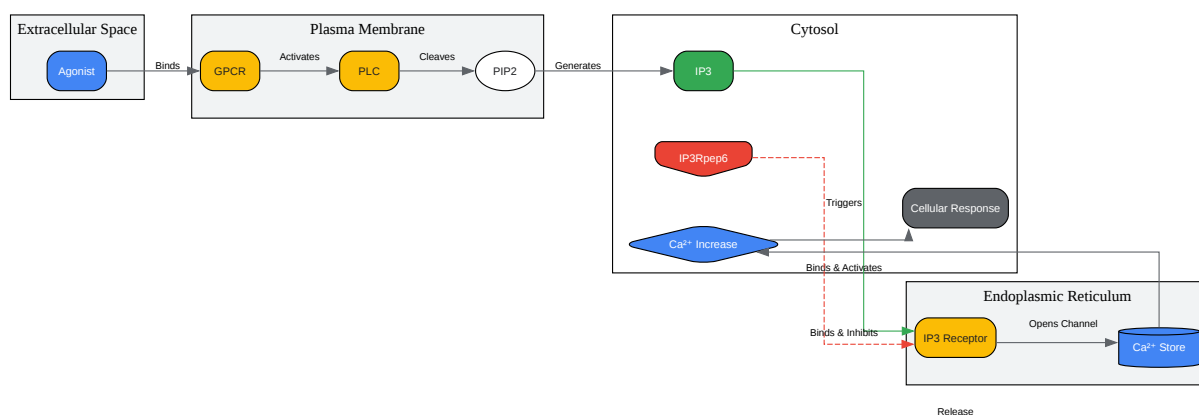 Extracellular Space
Plasma Membrane
Cytosol
Agonist
Binds
GPCR
Activates
PLC
Cleaves
PIP2
Generates
IP3
IP3Rpep6
Triggers
Cellular Response
Ca²⁺ Increase
Binds & Activates
Endoplasmic Reticulum
Binds & Inhibits
IP3 Receptor
Opens Channel
Ca²⁺ Store
Release